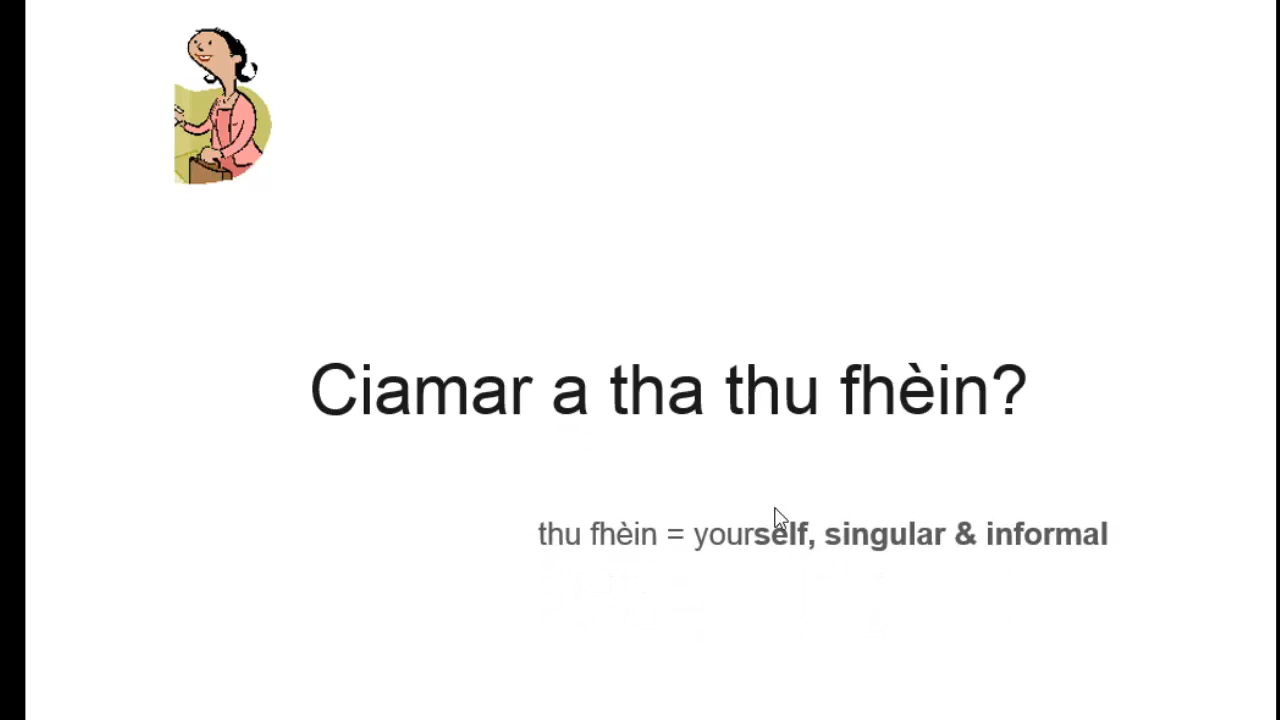 Ciamar a tha thu fhèin?
thu fhèin = yourself, singular & informal